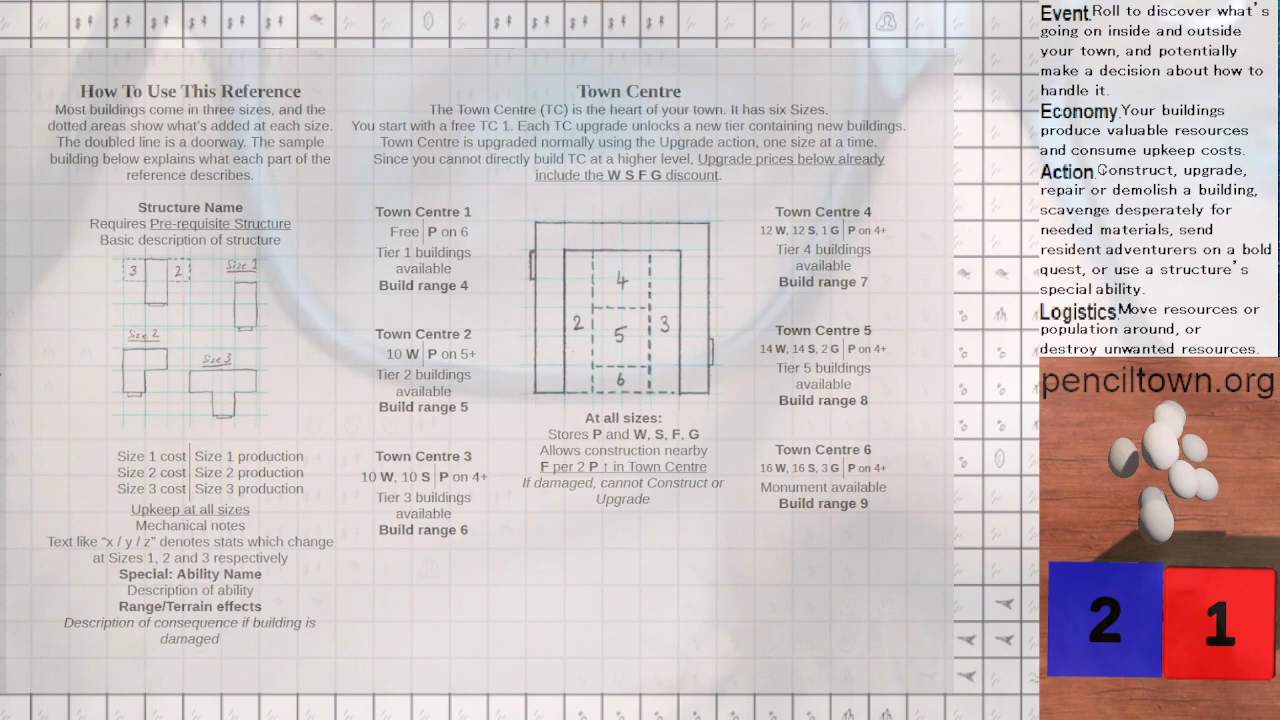 How To Use This Reference
Most buildings come in three sizes, and the
dotted areas show what's added at each size.
The doubled line is a doorway. The sample
building below explains what each part of the
reference describes.
Structure Name
Requires Pre-requisite Structure
Basic description of structure
3
2
Size 1
Size 2
Size 3
Size 1 cost | Size 1 production
Size 2 cost | Size 2 production
Size 3 cost | Size 3 production
Upkeep at all sizes
Mechanical notes
Text like “x / y / z” denotes stats which change
at Sizes 1, 2 and 3 respectively
Special: Ability Name
Description of ability
Range/Terrain effects
Description of consequence if building is
damaged
Town Centre
The Town Centre (TC) is the heart of your town. It has six Sizes.
You start with a free TC 1. Each TC upgrade unlocks a new tier containing new buildings.
Town Centre is upgraded normally using the Upgrade action, one size at a time.
Since you cannot directly build TC at a higher level, Upgrade prices below already
include the W S F G discount.
Town Centre 1
Free | P on 6
Tier 1 buildings
available
Build range 4
Town Centre 2
10 W | P on 5+
Tier 2 buildings
available
Build range 5
Town Centre 3
10 W, 10 S | P on 4+
Tier 3 buildings
available
Build range 6
4
2
5
3
6
At all sizes:
Stores P and W, S, F, G
Allows construction nearby
F per 2 P ↑ in Town Centre
If damaged, cannot Construct or
Upgrade
Town Centre 4
12 W, 12 S, 1 G | P on 4+
Tier 4 buildings
available
Build range 7
Town Centre 5
14 W, 14 S, 2 G | P on 4+
Tier 5 buildings
available
Build range 8
Town Centre 6
16 W, 16 S, 3 G | P on 4+
Monument available
Build range 9
Event Roll to discover what's
going on inside and outside
your town, and potentially
make a decision about how to
handle it.
Economy Your buildings
produce valuable resources
and consume upkeep costs.
Action Construct, upgrade,
repair or demolish a building,
scavenge desperately for
needed materials, send
resident adventurers on a bold
quest, or use a structure's
special ability.
Logistics Move resources or
population around, or
destroy unwanted resources.
penciltown.org
2
1